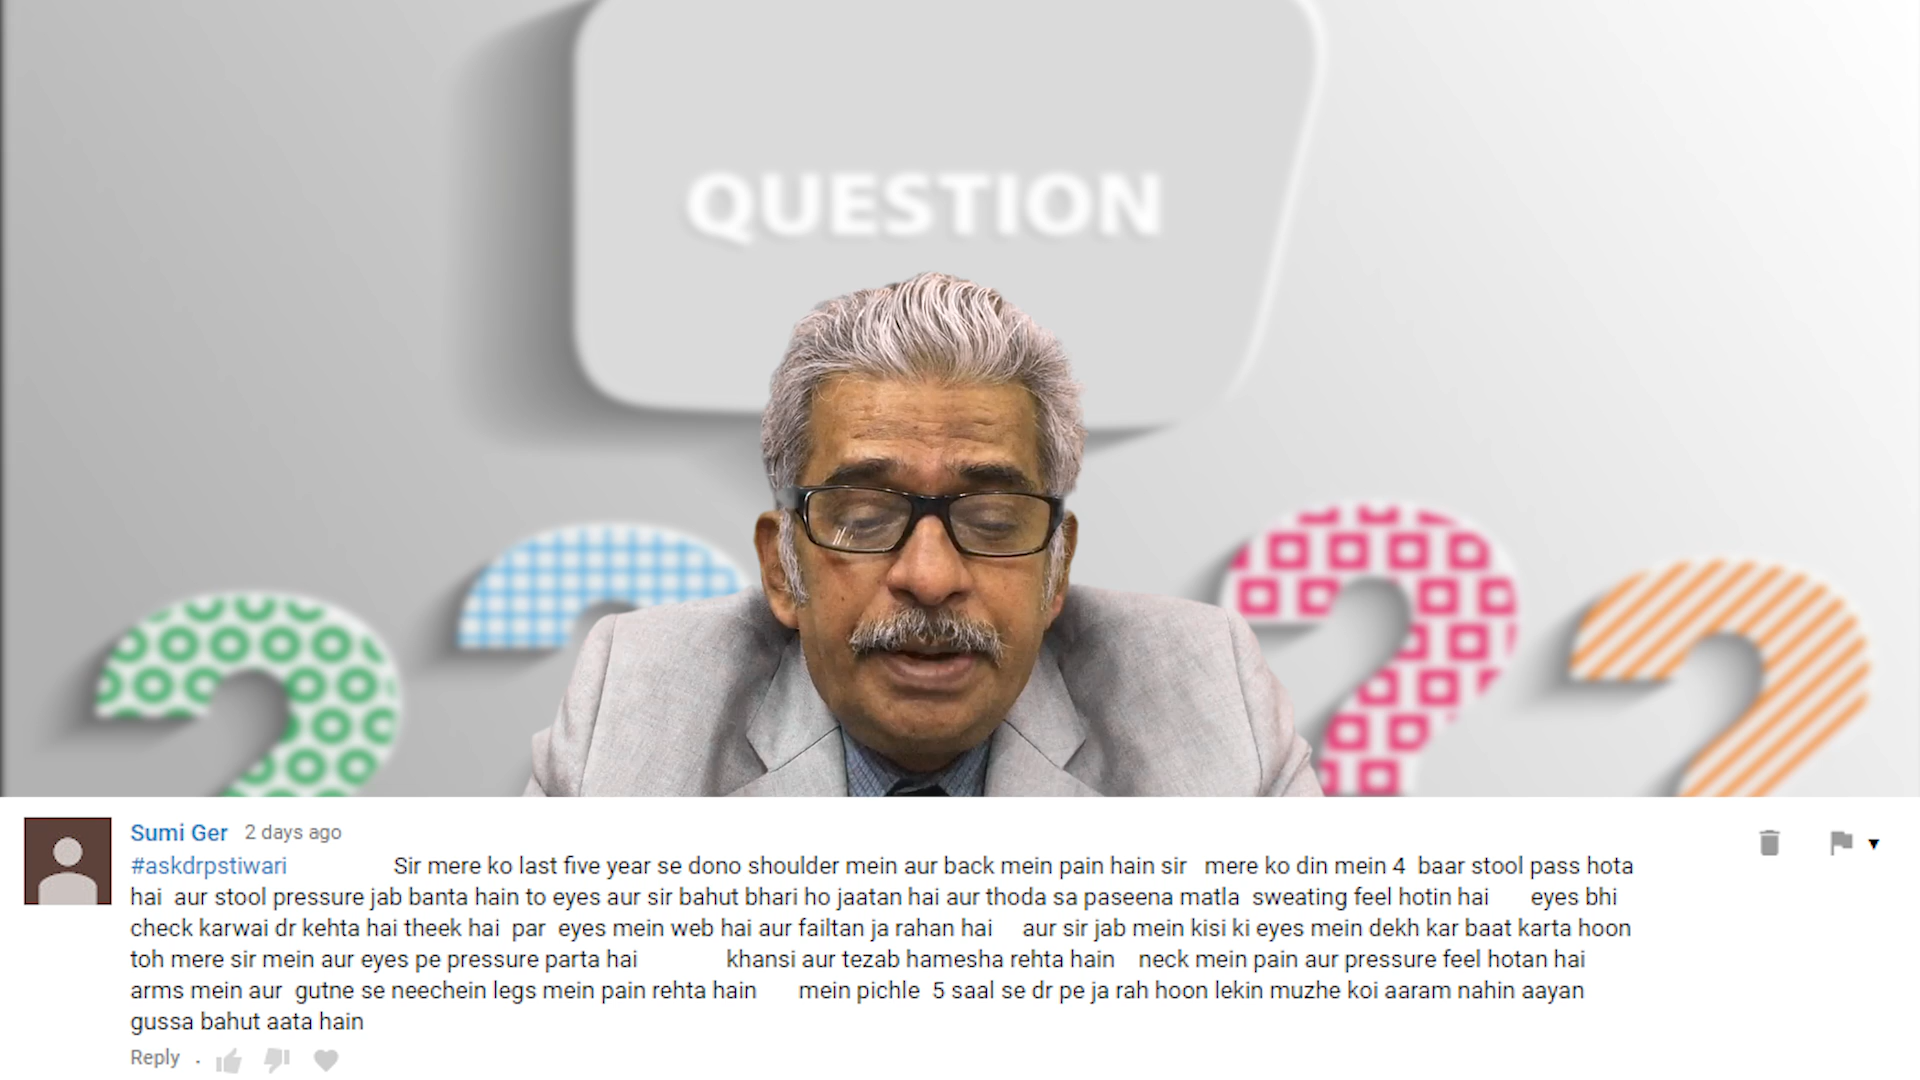 QUESTION
Sumi Ger 2 days ago
#askdrpstiwari Sir mere ko last five year se dono shoulder mein aur back mein pain hain sir mere ko din mein 4 baar stool pass hota
hai aur stool pressure jab banta hain to eyes aur sir bahut bhari ho jaatan hai aur thoda sa paseena matla sweating feel hotin hai eyes bhi
check karwai dr kehta hai theek hai par eyes mein web hai aur failtan ja rahan hai aur sir jab mein kisi ki eyes mein dekh kar baat karta hoon
toh mere sir mein aur eyes pe pressure parta hai khansi aur tezab hamesha rehta hain neck mein pain aur pressure feel hotan hai
arms mein aur gutne se neechein legs mein pain rehta hain mein pichle 5 saal se dr pe ja rah hoon lekin muzhe koi aaram nahin aayan
gussa bahut aata hain
Reply .